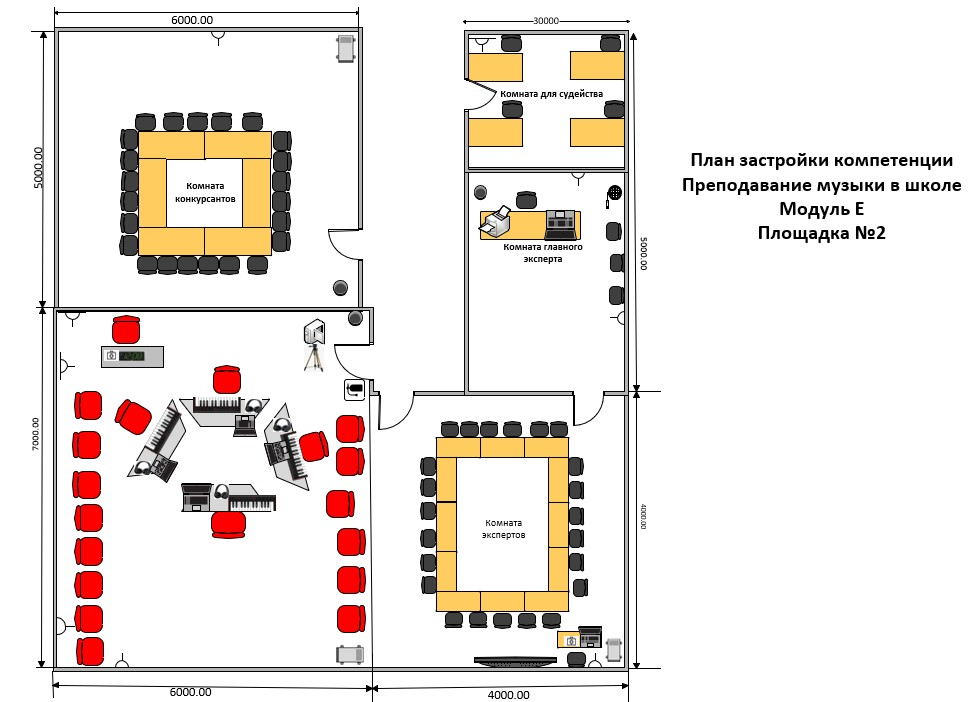 6000.00
30000
Комната для судейства
План застройки компетенции
Преподавание музыки в школе
Модуль Е
Площадка №2
5000.00
Комната
конкурсантов
Комната главного
эксперта
5000.00
7000.00
Комната
экспертов
4000.00
6000.00
4000.00